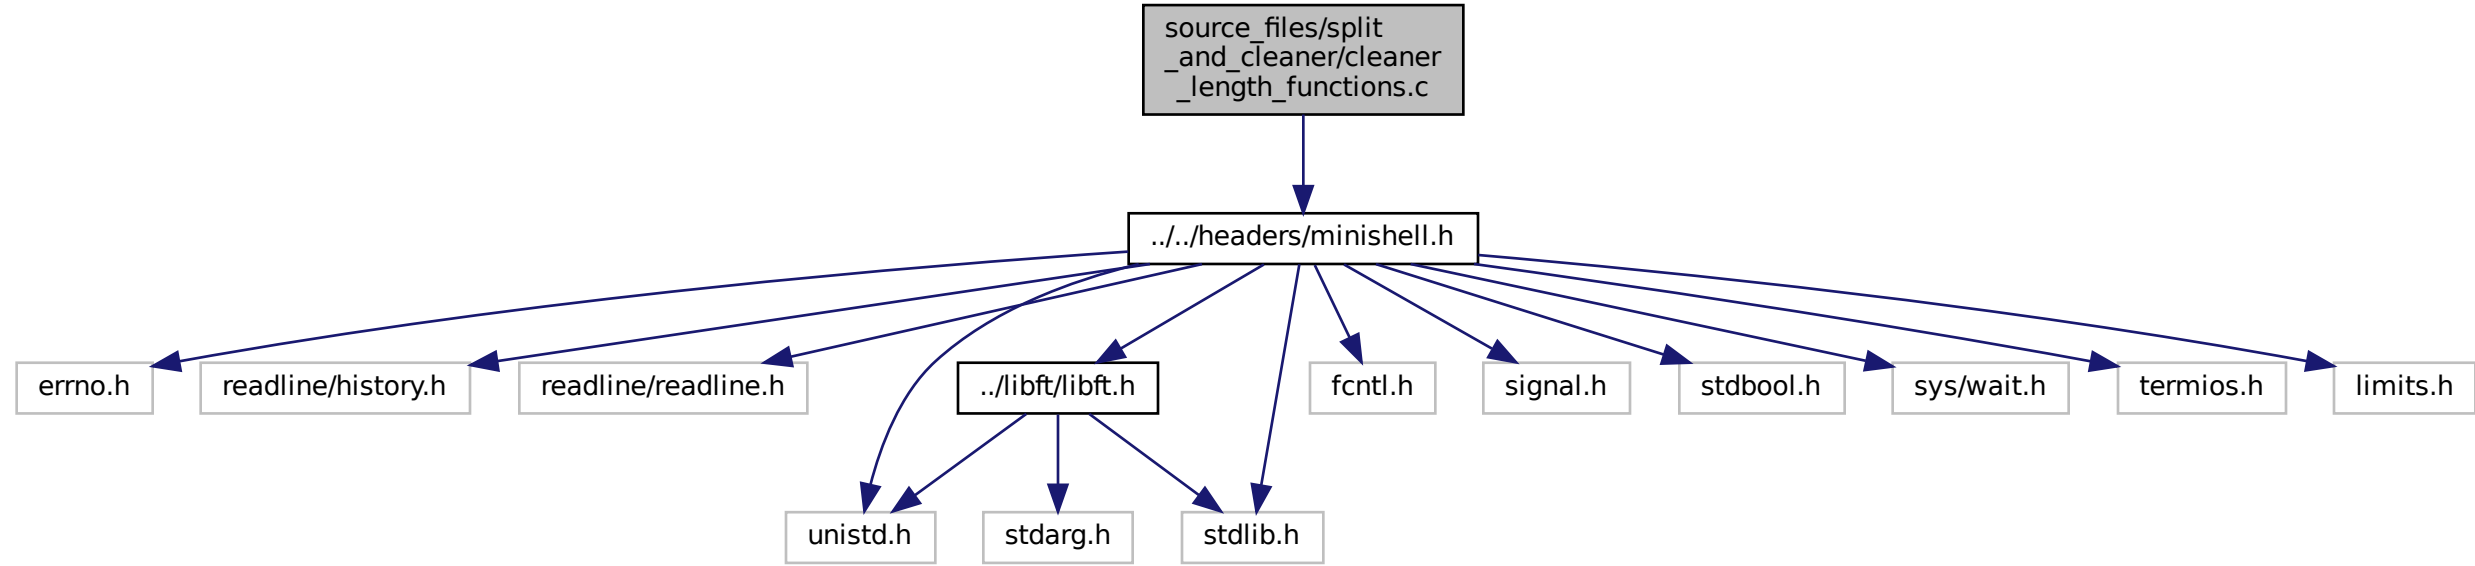 source_files/split
_and_cleaner/cleaner
_length_functions.c
../../headers/minishell.h
errno.h
readline/history.h
readline/readline.h
../libft/libft.h
fcntl.h
signal.h
stdbool.h
sys/wait.h
termios.h
limits.h
unistd.h
stdarg.h
stdlib.h